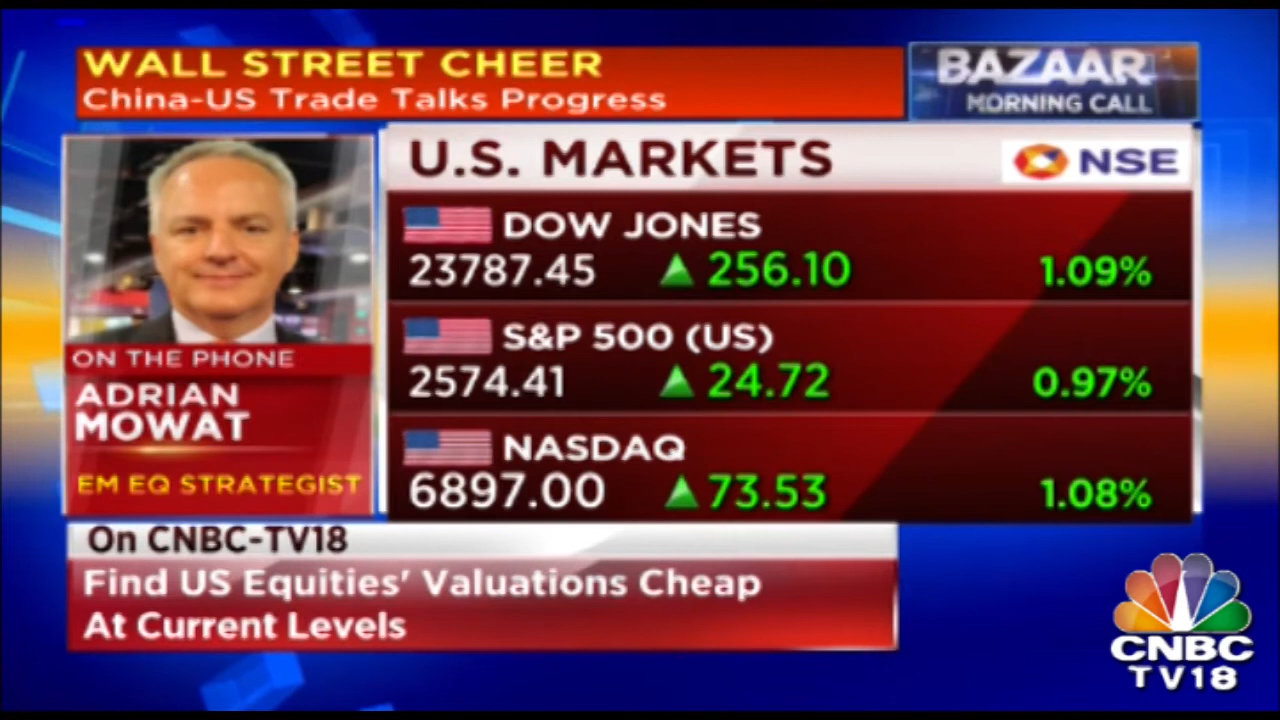 WALL STREET CHEER
China-US Trade Talks Progress
BAZAAR
MORNING CALL
U.S. MARKETS
NSE
DOW JONES
23787.45 ▲ 256.10 1.09%
S&P 500 (US)
2574.41 ▲ 24.72 0.97%
NASDAQ
6897.00 ▲ 73.53 1.08%
ON THE PHONE
ADRIAN
MOWAT
EM EQ STRATEGIST
On CNBC-TV18
Find US Equities' Valuations Cheap
At Current Levels
CNBC
TV18